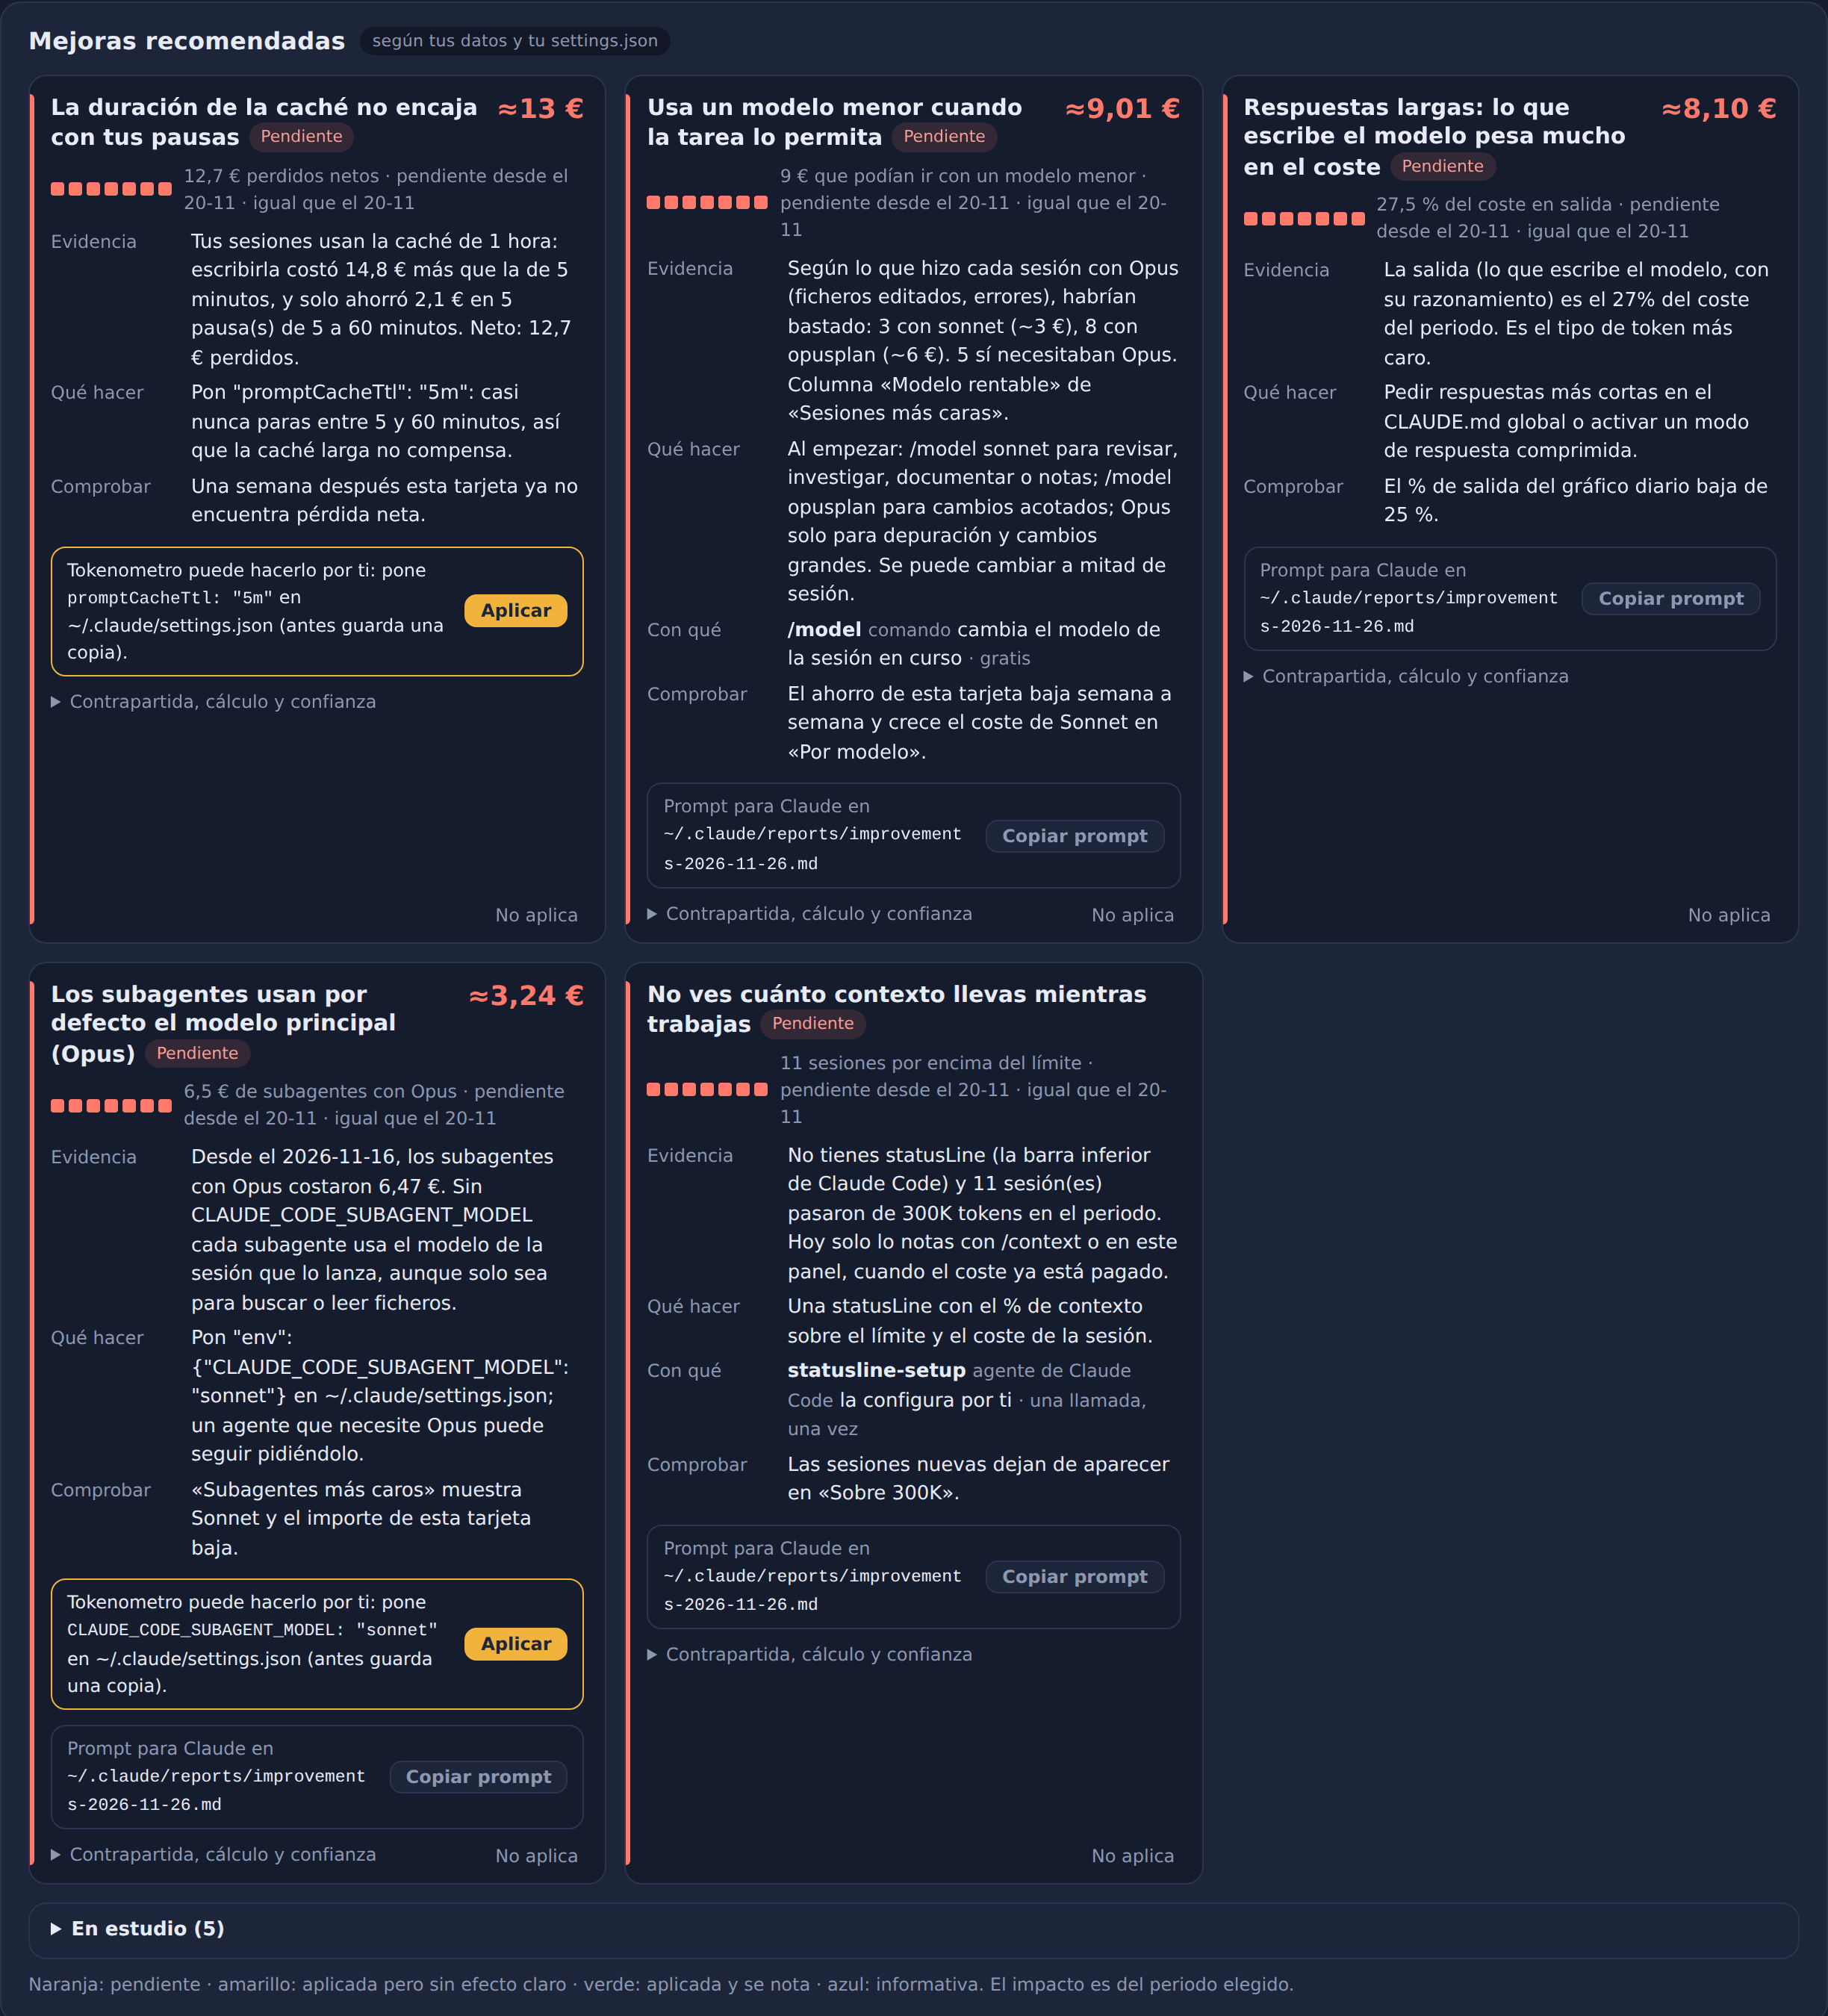 Mejoras recomendadas según tus datos y tu settings.json
La duración de la caché no encaja ≈13 €
con tus pausas Pendiente
12,7 € perdidos netos · pendiente desde el
20-11 · igual que el 20-11
Evidencia Tus sesiones usan la caché de 1 hora:
escribirla costó 14,8 € más que la de 5
minutos, y solo ahorró 2,1 € en 5
pausa(s) de 5 a 60 minutos. Neto: 12,7
€ perdidos.
Qué hacer Pon "promptCacheTtl": "5m": casi
nunca paras entre 5 y 60 minutos, así
que la caché larga no compensa.
Comprobar Una semana después esta tarjeta ya no
encuentra pérdida neta.
Tokenometro puede hacerlo por ti: pone
promptCacheTtl: "5m" en
~/.claude/settings.json (antes guarda una
copia).
Aplicar
▶ Contrapartida, cálculo y confianza
No aplica
Usa un modelo menor cuando ≈9,01 €
la tarea lo permita Pendiente
9 € que podían ir con un modelo menor ·
pendiente desde el 20-11 · igual que el 20-
11
Evidencia Según lo que hizo cada sesión con Opus
(ficheros editados, errores), habrían
bastado: 3 con sonnet (~3 €), 8 con
opusplan (~6 €). 5 sí necesitaban Opus.
Columna «Modelo rentable» de
«Sesiones más caras».
Qué hacer Al empezar: /model sonnet para revisar,
investigar, documentar o notas; /model
opusplan para cambios acotados; Opus
solo para depuración y cambios
grandes. Se puede cambiar a mitad de
sesión.
Con qué /model comando cambia el modelo de
la sesión en curso · gratis
Comprobar El ahorro de esta tarjeta baja semana a
semana y crece el coste de Sonnet en
«Por modelo».
Prompt para Claude en
~/.claude/reports/improvement
s-2026-11-26.md
Copiar prompt
▶ Contrapartida, cálculo y confianza No aplica
Respuestas largas: lo que ≈8,10 €
escribe el modelo pesa mucho
en el coste Pendiente
27,5 % del coste en salida · pendiente
desde el 20-11 · igual que el 20-11
Evidencia La salida (lo que escribe el modelo, con
su razonamiento) es el 27% del coste
del periodo. Es el tipo de token más
caro.
Qué hacer Pedir respuestas más cortas en el
CLAUDE.md global o activar un modo
de respuesta comprimida.
Comprobar El % de salida del gráfico diario baja de
25 %.
Prompt para Claude en
~/.claude/reports/improvement
s-2026-11-26.md
Copiar prompt
▶ Contrapartida, cálculo y confianza
No aplica
Los subagentes usan por ≈3,24 €
defecto el modelo principal
(Opus) Pendiente
6,5 € de subagentes con Opus · pendiente
desde el 20-11 · igual que el 20-11
Evidencia Desde el 2026-11-16, los subagentes
con Opus costaron 6,47 €. Sin
CLAUDE_CODE_SUBAGENT_MODEL
cada subagente usa el modelo de la
sesión que lo lanza, aunque solo sea
para buscar o leer ficheros.
Qué hacer Pon "env":
{"CLAUDE_CODE_SUBAGENT_MODEL":
"sonnet"} en ~/.claude/settings.json;
un agente que necesite Opus puede
seguir pidiéndolo.
Comprobar «Subagentes más caros» muestra
Sonnet y el importe de esta tarjeta
baja.
Tokenometro puede hacerlo por ti: pone
CLAUDE_CODE_SUBAGENT_MODEL: "sonnet"
en ~/.claude/settings.json (antes guarda
una copia).
Aplicar
Prompt para Claude en
~/.claude/reports/improvement
s-2026-11-26.md
Copiar prompt
▶ Contrapartida, cálculo y confianza No aplica
No ves cuánto contexto llevas mientras
trabajas Pendiente
11 sesiones por encima del límite ·
pendiente desde el 20-11 · igual que el 20-
11
Evidencia No tienes statusLine (la barra inferior
de Claude Code) y 11 sesión(es)
pasaron de 300K tokens en el periodo.
Hoy solo lo notas con /context o en este
panel, cuando el coste ya está pagado.
Qué hacer Una statusLine con el % de contexto
sobre el límite y el coste de la sesión.
Con qué statusline-setup agente de Claude
Code la configura por ti · una llamada,
una vez
Comprobar Las sesiones nuevas dejan de aparecer
en «Sobre 300K».
Prompt para Claude en
~/.claude/reports/improvement
s-2026-11-26.md
Copiar prompt
▶ Contrapartida, cálculo y confianza
No aplica
▶ En estudio (5)
Naranja: pendiente · amarillo: aplicada pero sin efecto claro · verde: aplicada y se nota · azul: informativa. El impacto es del periodo elegido.